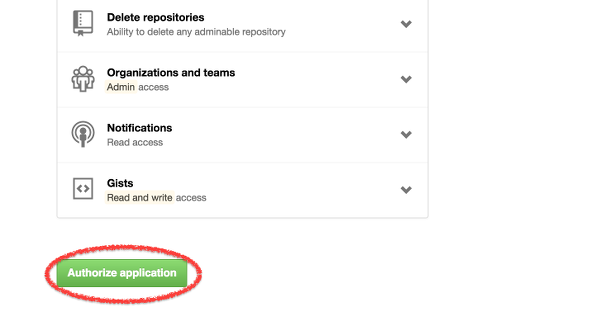 Delete repositories
Ability to delete any adminable repository
Organizations and teams
Admin access
Notifications
Read access
Gists
Read and write access
Authorize application